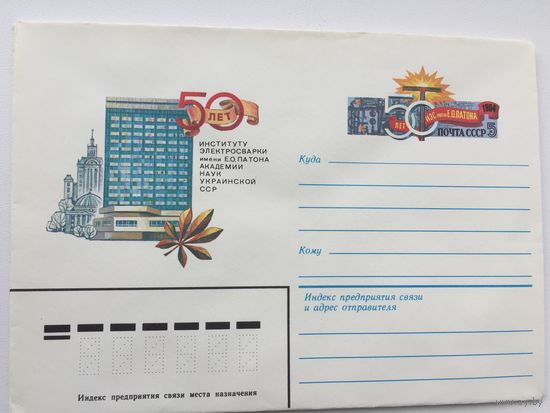 50 ЛЕТ
ИНСТИТУТУ
ЭЛЕКТРОСВАРКИ
имени Е.О.ПАТОНА
АКАДЕМИИ
НАУК
УКРАИНСКОЙ
ССР
50 ЛЕТ
ИЭС имени Е.О.ПАТОНА
1984
ПОЧТА СССР 5
Куда
Кому
Индекс предприятия связи
и адрес отправителя
Индекс предприятия связи места назначения